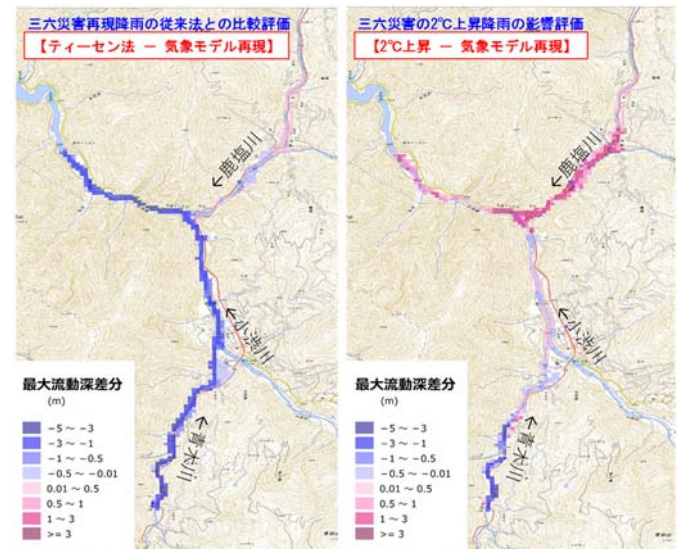 三六災害再現降雨の従来法との比較評価
【ティーセン法 － 気象モデル再現】
←鹿塩川
←小渋川
←青木川
最大流動深差分
(m)
-5 ～ -3
-3 ～ -1
-1 ～ -0.5
-0.5 ～ -0.01
0.01 ～ 0.5
0.5 ～ 1
1 ～ 3
>= 3
三六災害の2℃上昇降雨の影響評価
【2℃上昇 － 気象モデル再現】
←鹿塩川
←小渋川
←青木川
最大流動深差分
(m)
-5 ～ -3
-3 ～ -1
-1 ～ -0.5
-0.5 ～ -0.01
0.01 ～ 0.5
0.5 ～ 1
1 ～ 3
>= 3